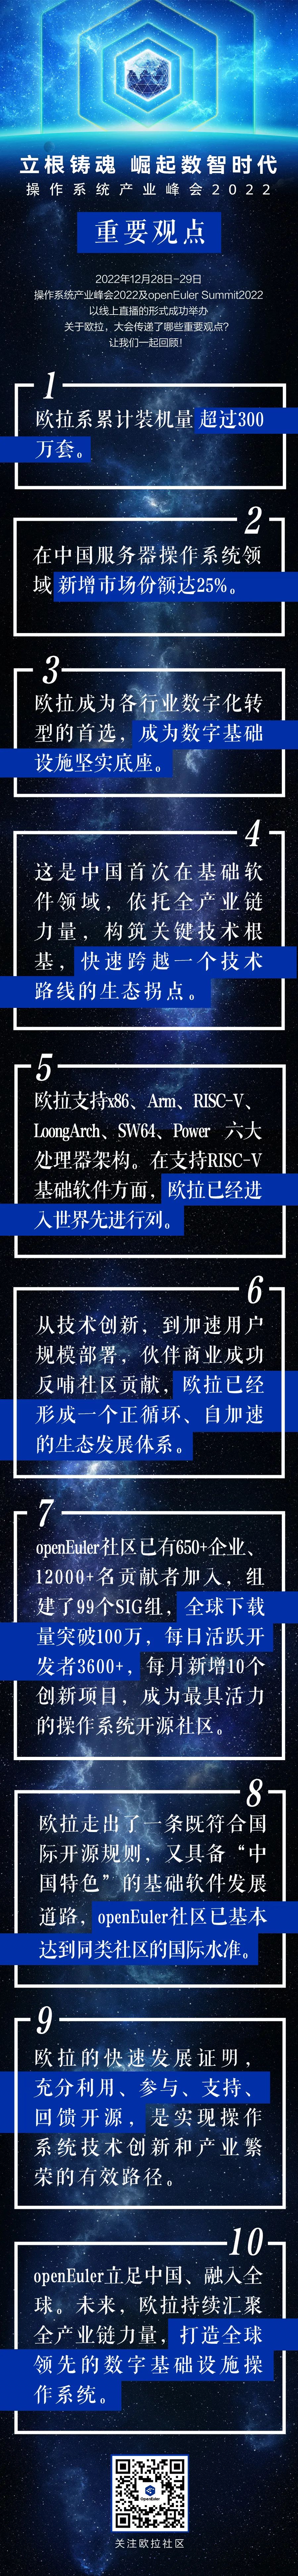 立根铸魂 崛起数智时代
操作系统产业峰会2022
重要观点
2022年12月28日-29日
操作系统产业峰会2022及openEuler Summit2022
以线上直播的形式成功举办
关于欧拉，大会传递了哪些重要观点？
让我们一起回顾！
1
欧拉系累计装机量 超过300
万套。
2
在中国服务器操作系统领
域 新增市场份额达25%。
3
欧拉成为各行业数字化转
型的首选，成为数字基础
设施坚实底座。
4
这是中国首次在基础软
件领域，依托全产业链
力量，构筑关键技术根
基，快速跨越一个技术
路线的生态拐点。
5
欧拉支持x86、Arm、RISC-V、
LoongArch、SW64、Power 六大
处理器架构。在支持RISC-V
基础软件方面，欧拉已经进
入世界先进行列。
6
从技术创新，到加速用户
规模部署，伙伴商业成功
反哺社区贡献，欧拉已经
形成一个正循环、自加速
的生态发展体系。
7
openEuler社区已有650+企业、
12000+名贡献者加入，组
建了99个SIG组，全球下载
量突破100万，每日活跃开
发者3600+，每月新增10个
创新项目，成为最具活力
的操作系统开源社区。
8
欧拉走出了一条既符合国
际开源规则，又具备“中
国特色”的基础软件发展
道路，openEuler社区已基本
达到同类社区的国际水准。
9
欧拉的快速发展证明，
充分利用、参与、支持、
回馈开源，是实现操作
系统技术创新和产业繁
荣的有效路径。
10
openEuler立足中国、融入全
球。未来，欧拉持续汇聚
全产业链力量，打造全球
领先的数字基础设施操
作系统。
OpenEuler
关注欧拉社区